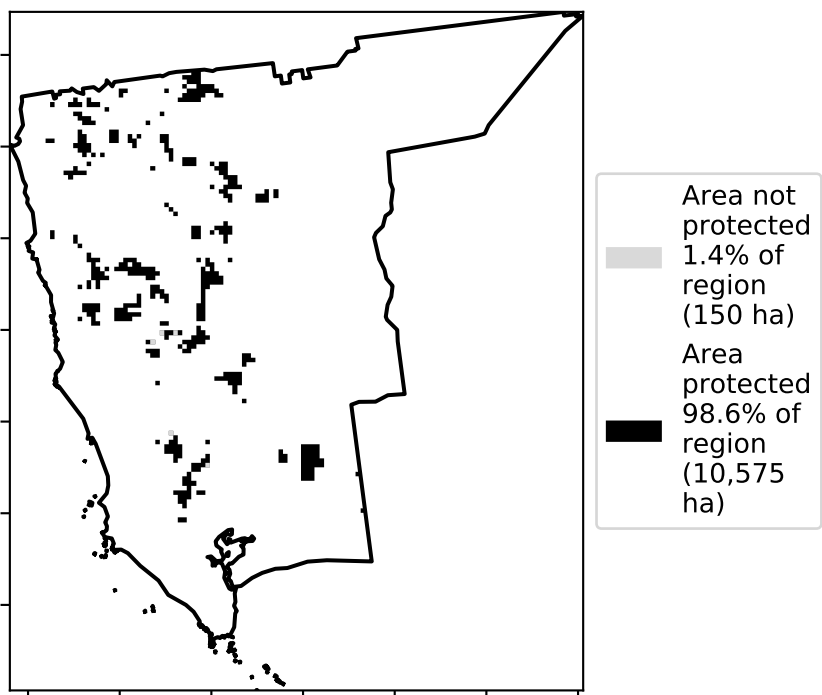 Area not
protected
1.4% of
region
(150 ha)
Area
protected
98.6% of
region
(10,575
ha)